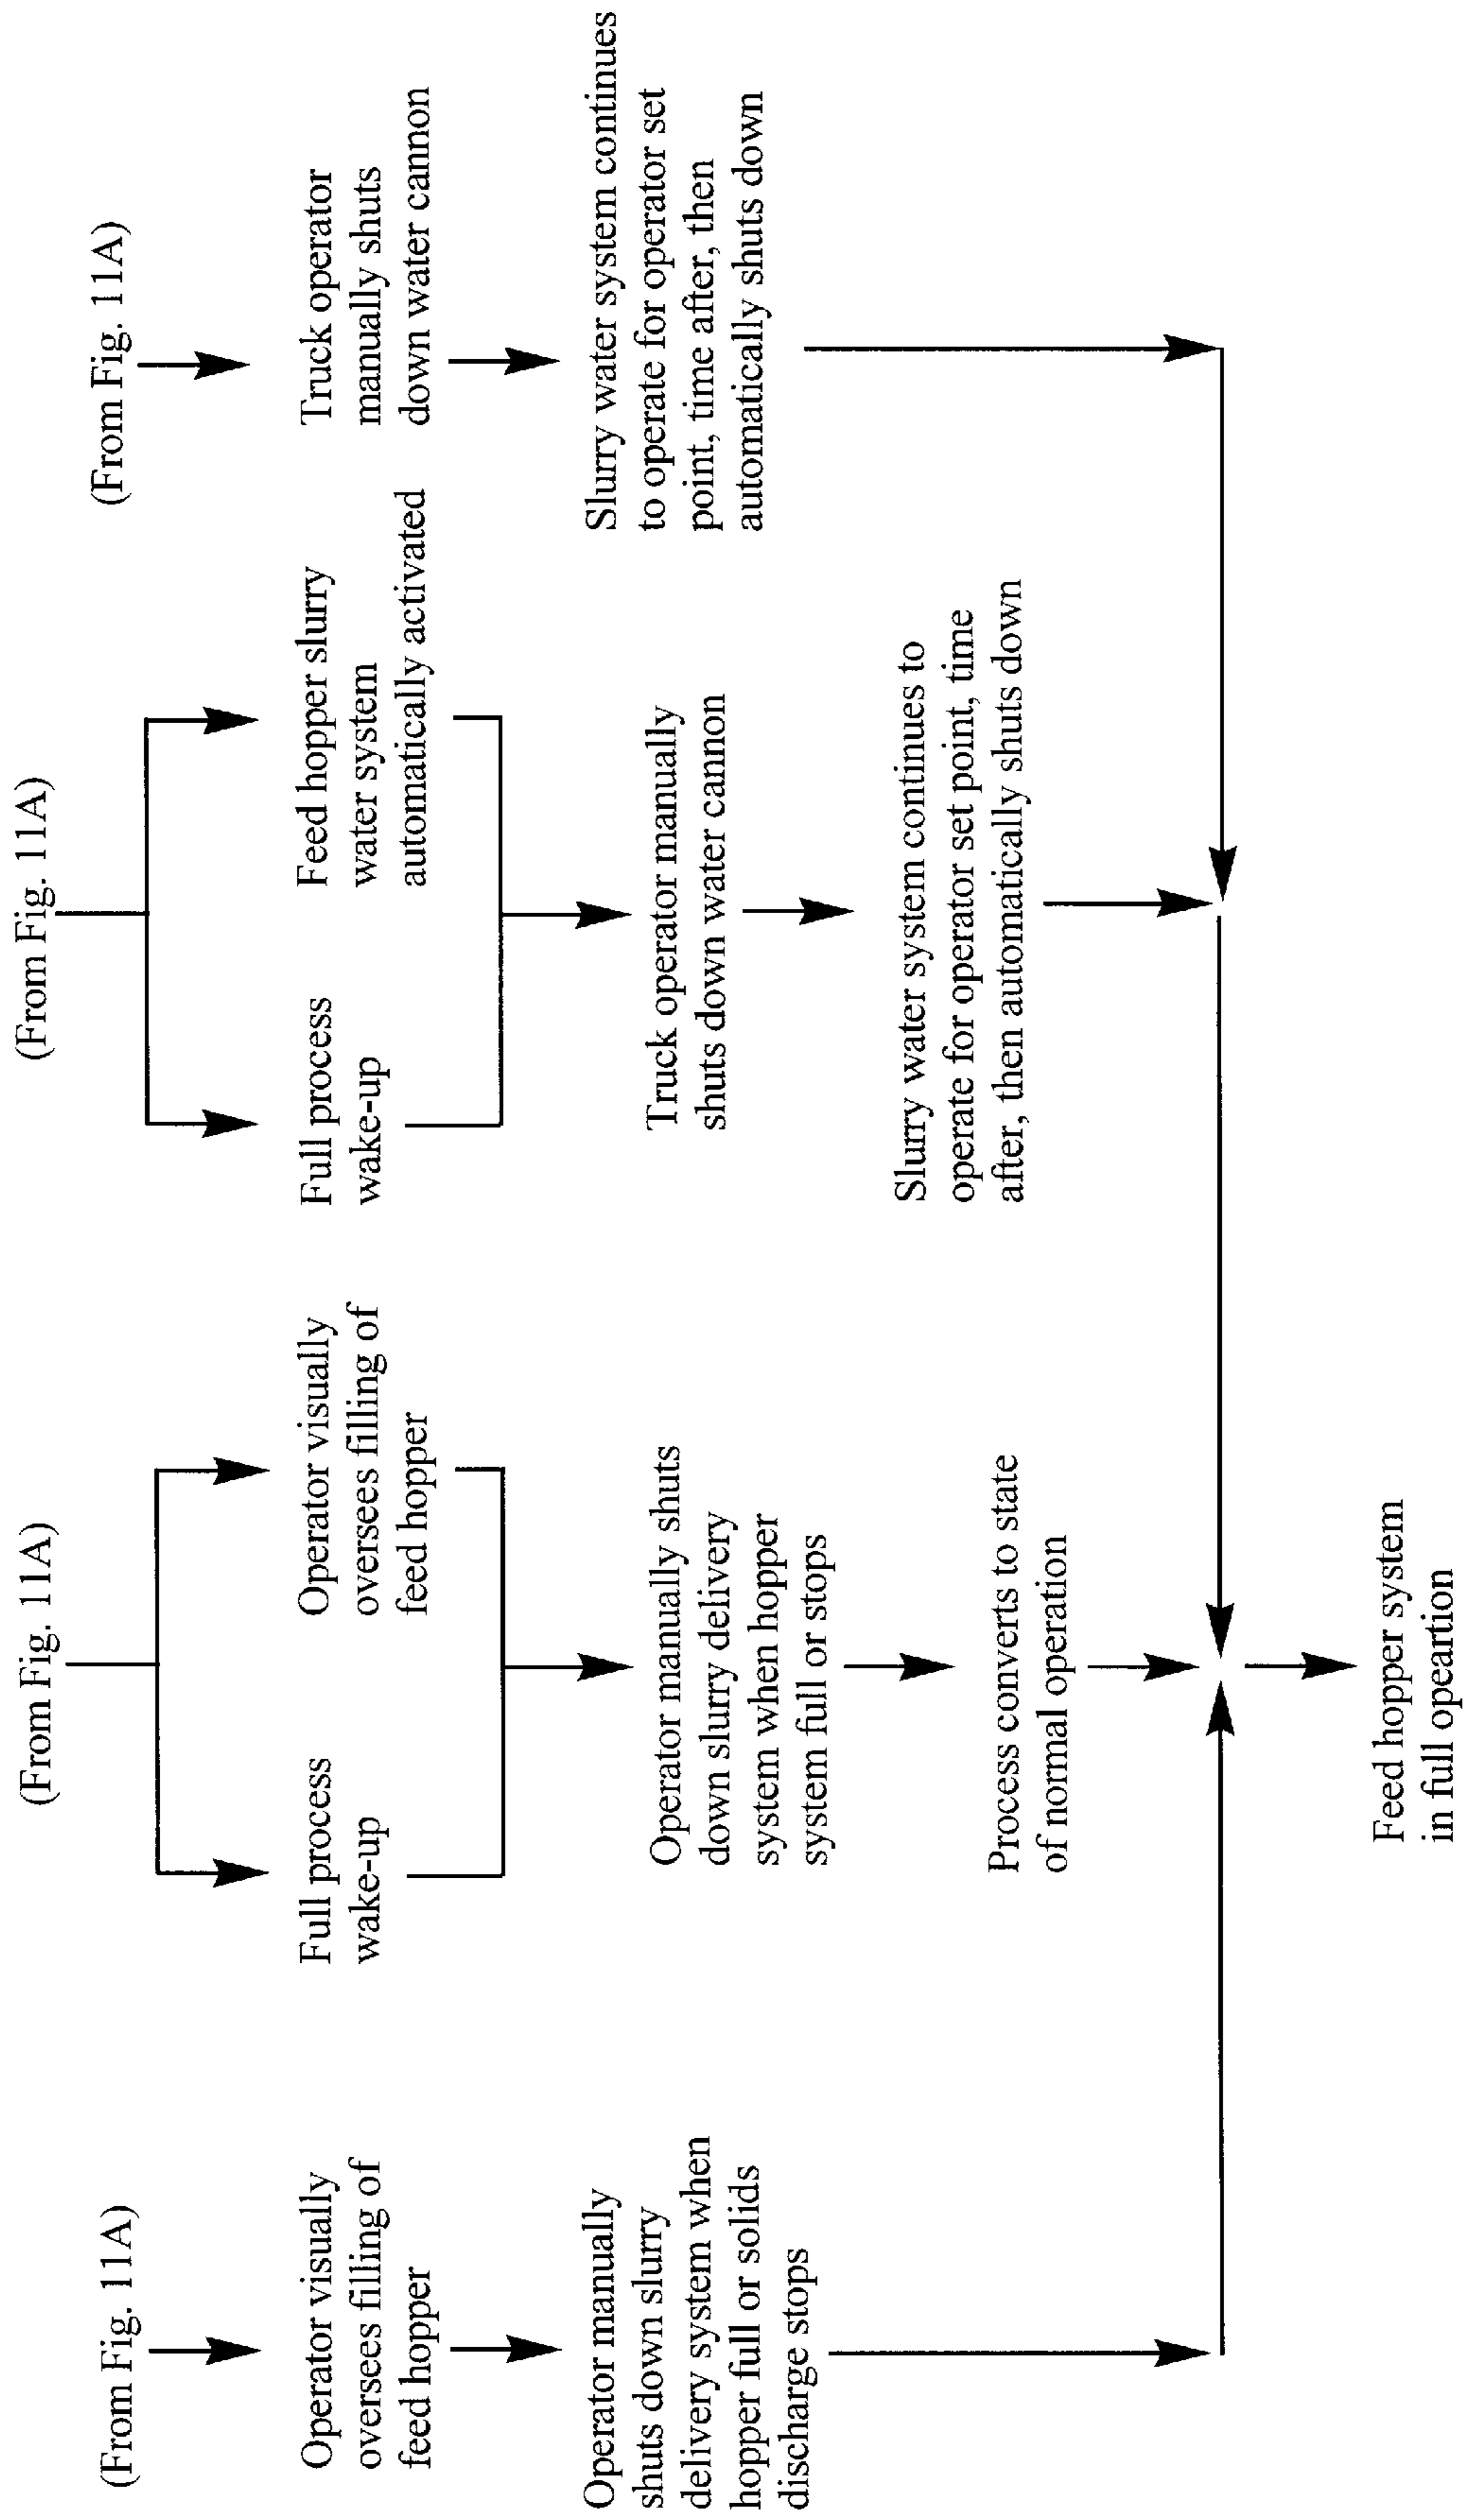 (From Fig. 11A)
Operator visually
oversees filling of
feed hopper
Operator manually
shuts down slurry
delivery system when
hopper full or solids
discharge stops
(From Fig. 11A)
Full process
wake-up
Operator visually
oversees filling of
feed hopper
Operator manually shuts
down slurry delivery
system when hopper
system full or stops
Process converts to state
of normal operation
(From Fig. 11A)
Full process
wake-up
Feed hopper slurry
water system
automatically activated
Truck operator manually
shuts down water cannon
Slurry water system continues to
operate for operator set point, time
after, then automatically shuts down
(From Fig. 11A)
Truck operator
manually shuts
down water cannon
Slurry water system continues
to operate for operator set
point, time after, then
automatically shuts down
Feed hopper system
in full opeartion